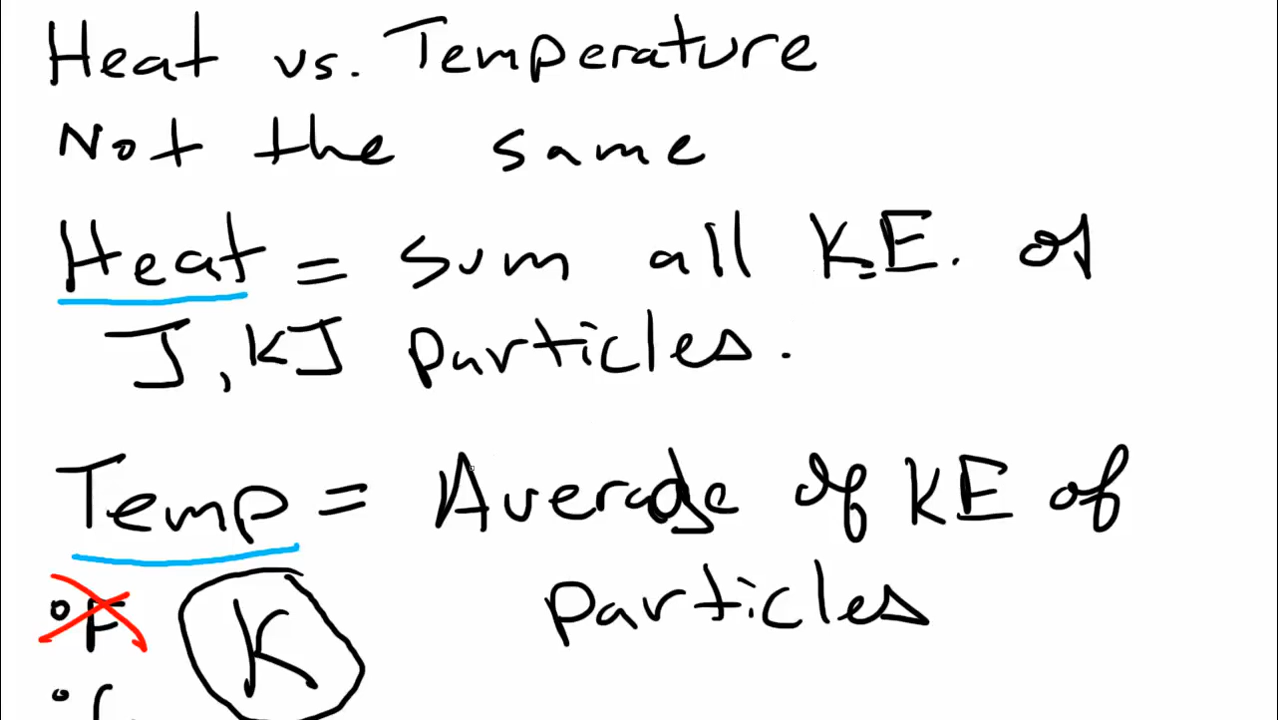 Heat vs. Temperature
Not the same
Heat = sum all K.E. of
J, KJ particles.
Temp = Average of KE of
particles
°F K
°C